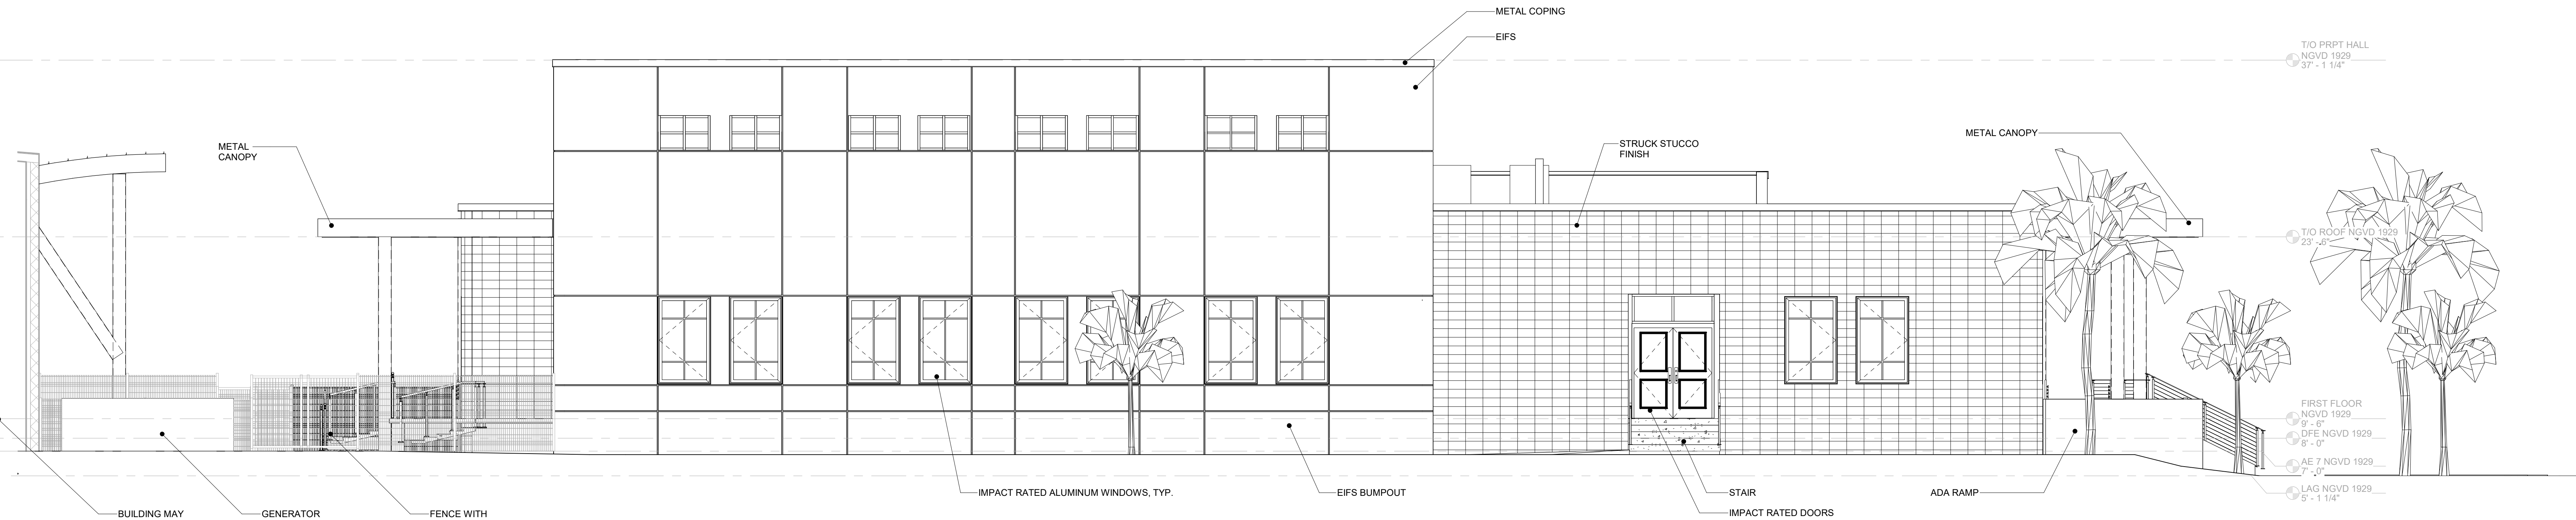 METAL COPING
EIFS
T/O PRPT HALL
NGVD 1929
37' - 1 1/4"
METAL
CANOPY
STRUCK STUCCO
FINISH
METAL CANOPY
T/O ROOF NGVD 1929
23' - 6"
FIRST FLOOR
NGVD 1929
9' - 6"
DFE NGVD 1929
8' - 0"
AE 7 NGVD 1929
7' - 0"
LAG NGVD 1929
5' - 1 1/4"
IMPACT RATED ALUMINUM WINDOWS, TYP.
EIFS BUMPOUT
STAIR
ADA RAMP
BUILDING MAY
GENERATOR
FENCE WITH
IMPACT RATED DOORS